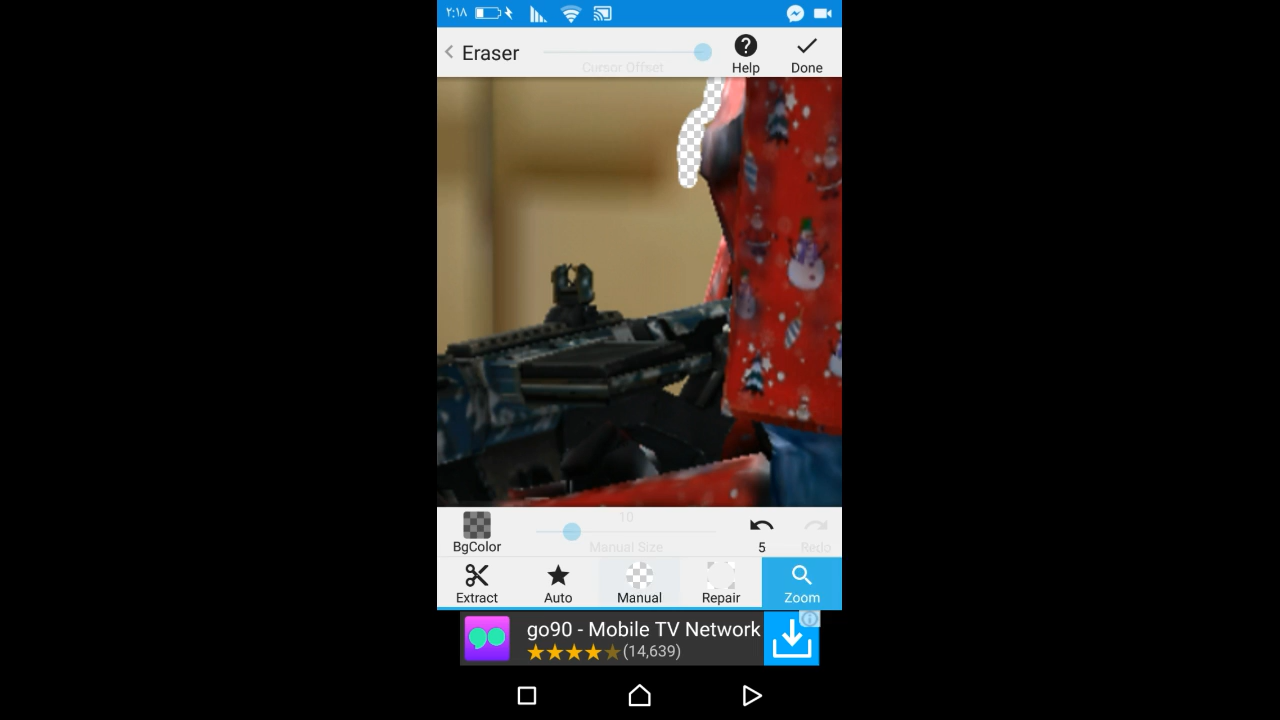 ٢:١٨
Eraser
Cursor Offset
Help
Done
BgColor
10
Manual Size
5
Redo
Extract
Auto
Manual
Repair
Zoom
go90 - Mobile TV Network
(14,639)